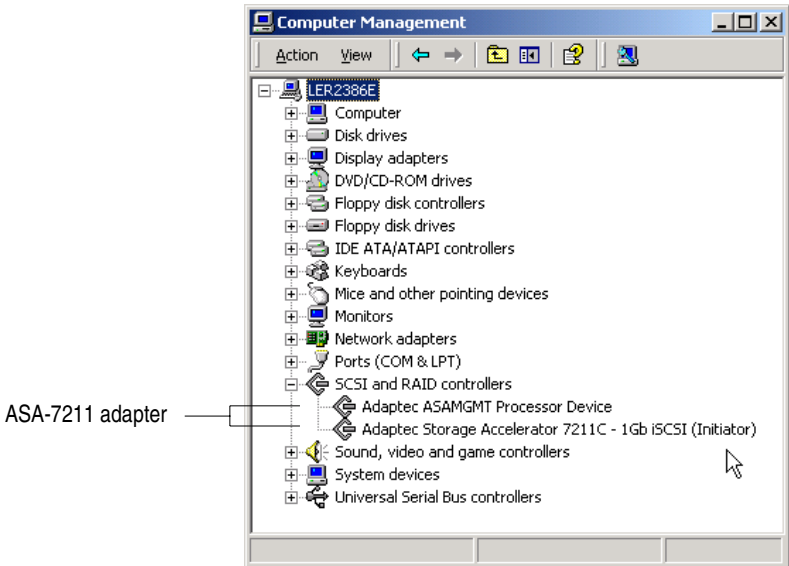 Computer Management
Action View
LER2386E
Computer
Disk drives
Display adapters
DVD/CD-ROM drives
Floppy disk controllers
Floppy disk drives
IDE ATA/ATAPI controllers
Keyboards
Mice and other pointing devices
Monitors
Network adapters
Ports (COM & LPT)
SCSI and RAID controllers
ASA-7211 adapter
Adaptec ASAMGMT Processor Device
Adaptec Storage Accelerator 7211C - 1Gb iSCSI (Initiator)
Sound, video and game controllers
System devices
Universal Serial Bus controllers